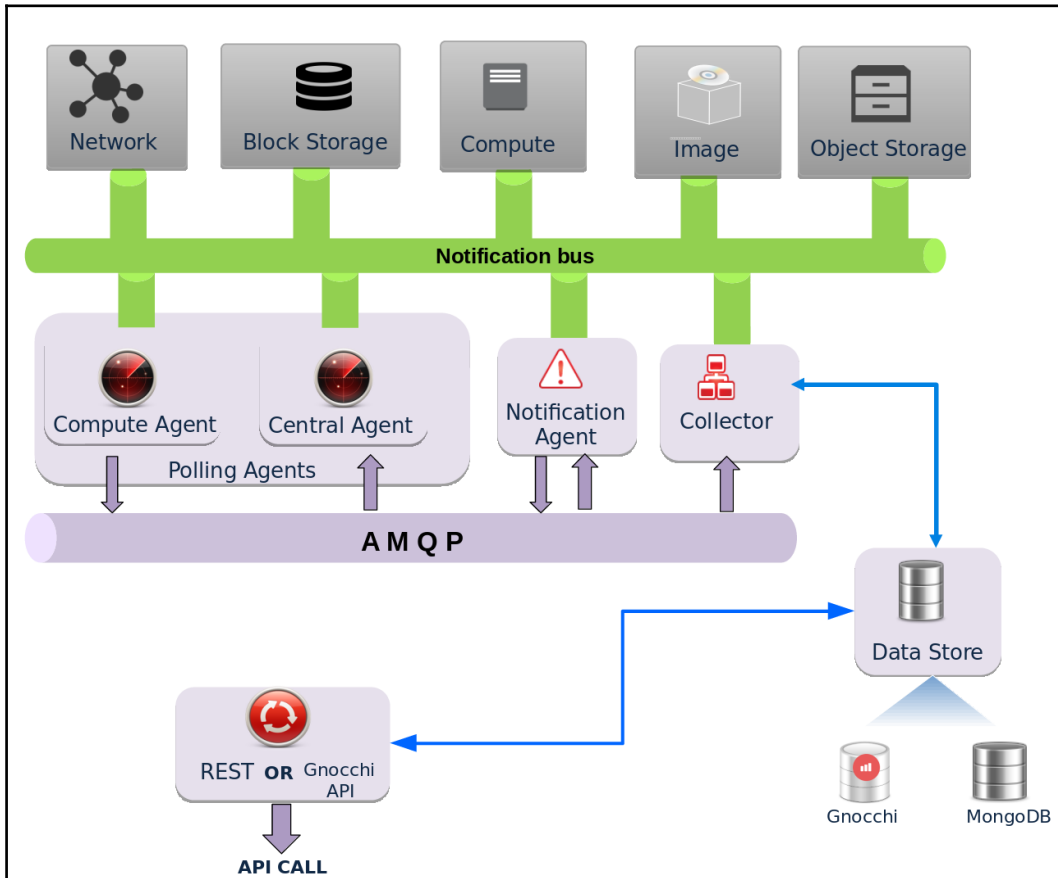 Network
Block Storage
Compute
Image
Object Storage
Notification bus
Compute Agent
Central Agent
Polling Agents
Notification
Agent
Collector
A M Q P
Data Store
REST OR Gnocchi
API
API CALL
Gnocchi
MongoDB